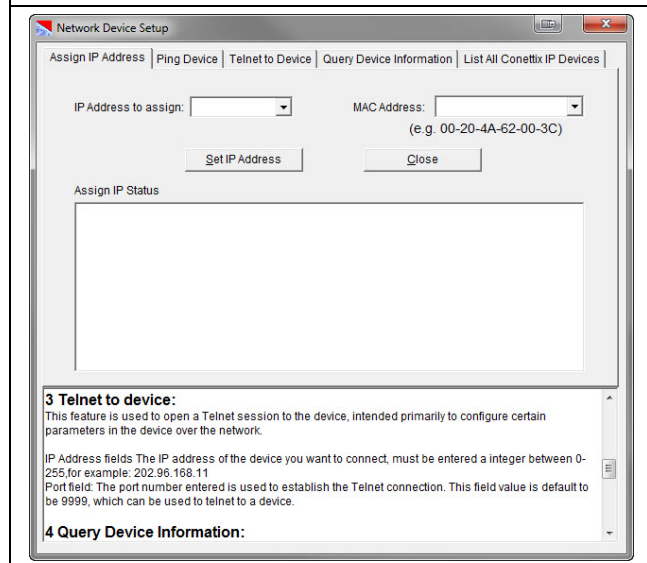 Network Device Setup
Assign IP Address Ping Device Telnet to Device Query Device Information List All Conettix IP Devices
IP Address to assign: MAC Address:
(e.g. 00-20-4A-62-00-3C)
Set IP Address Close
Assign IP Status
3 Telnet to device:
This feature is used to open a Telnet session to the device, intended primarily to configure certain
parameters in the device over the network.
IP Address fields The IP address of the device you want to connect, must be entered a integer between 0-
255,for example: 202.96.168.11
Port field: The port number entered is used to establish the Telnet connection. This field value is default to
be 9999, which can be used to telnet to a device.
4 Query Device Information: